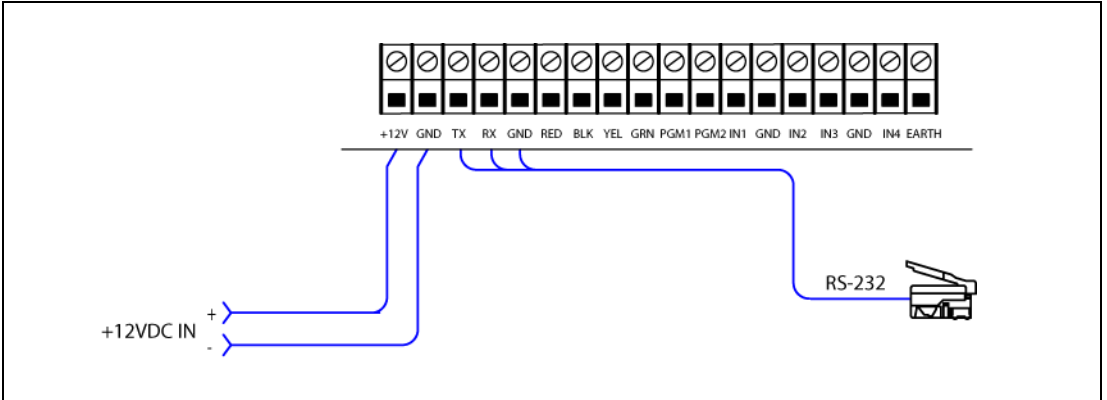 +12V GND TX RX GND RED BLK YEL GRN PGM1 PGM2 IN1 GND IN2 IN3 GND IN4 EARTH
RS-232
+
+12VDC IN
-